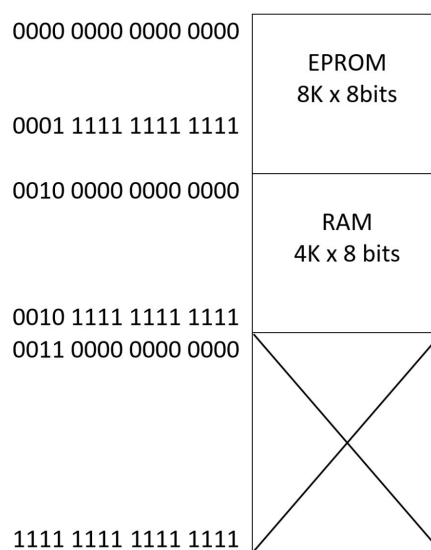 0000 0000 0000 0000
EPROM
8K x 8bits
0001 1111 1111 1111
0010 0000 0000 0000
RAM
4K x 8 bits
0010 1111 1111 1111
0011 0000 0000 0000
1111 1111 1111 1111